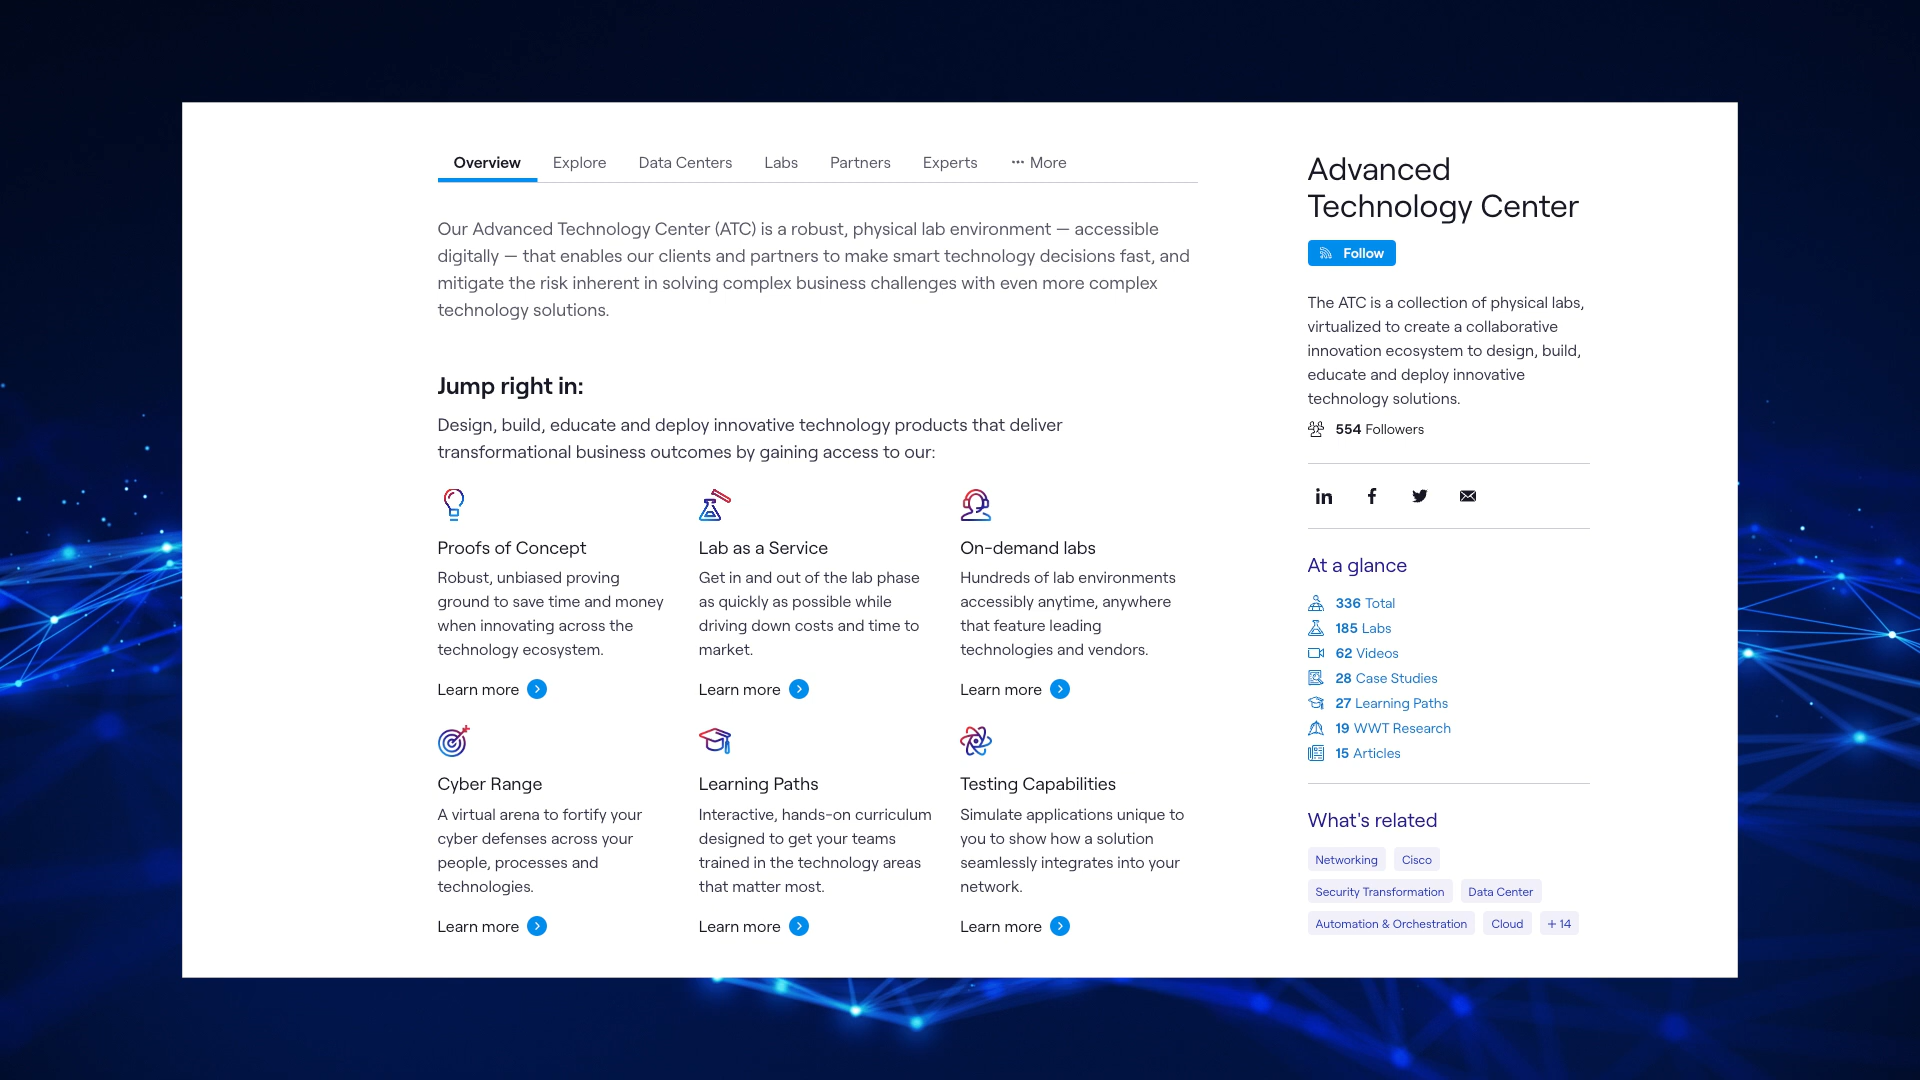 Overview Explore Data Centers Labs Partners Experts ··· More
Our Advanced Technology Center (ATC) is a robust, physical lab environment — accessible
digitally — that enables our clients and partners to make smart technology decisions fast, and
mitigate the risk inherent in solving complex business challenges with even more complex
technology solutions.
Jump right in:
Design, build, educate and deploy innovative technology products that deliver
transformational business outcomes by gaining access to our:
Proofs of Concept
Robust, unbiased proving
ground to save time and money
when innovating across the
technology ecosystem.
Learn more
Lab as a Service
Get in and out of the lab phase
as quickly as possible while
driving down costs and time to
market.
Learn more
On-demand labs
Hundreds of lab environments
accessibly anytime, anywhere
that feature leading
technologies and vendors.
Learn more
Cyber Range
A virtual arena to fortify your
cyber defenses across your
people, processes and
technologies.
Learn more
Learning Paths
Interactive, hands-on curriculum
designed to get your teams
trained in the technology areas
that matter most.
Learn more
Testing Capabilities
Simulate applications unique to
you to show how a solution
seamlessly integrates into your
network.
Learn more
Advanced
Technology Center
Follow
The ATC is a collection of physical labs,
virtualized to create a collaborative
innovation ecosystem to design, build,
educate and deploy innovative
technology solutions.
554 Followers
At a glance
336 Total
185 Labs
62 Videos
28 Case Studies
27 Learning Paths
19 WWT Research
15 Articles
What's related
Networking Cisco
Security Transformation Data Center
Automation & Orchestration Cloud + 14